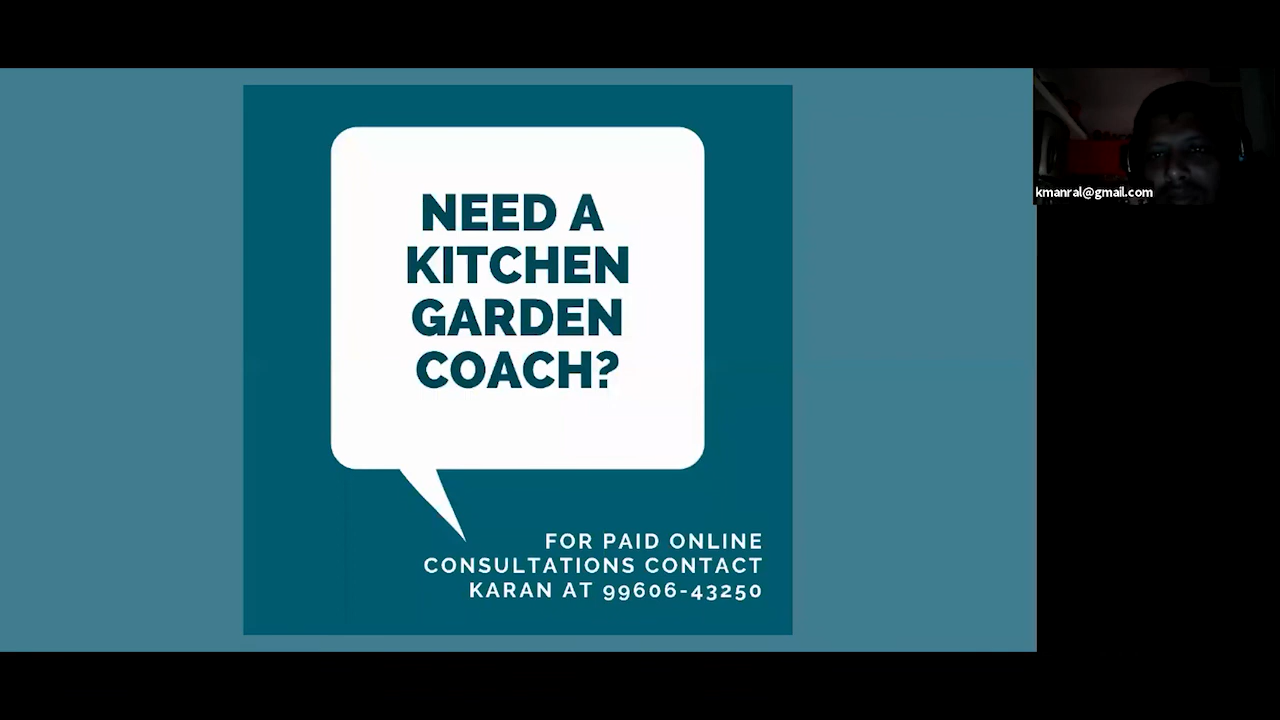 NEED A
KITCHEN
GARDEN
COACH?
FOR PAID ONLINE
CONSULTATIONS CONTACT
KARAN AT 99606-43250
kmanral@gmail.com